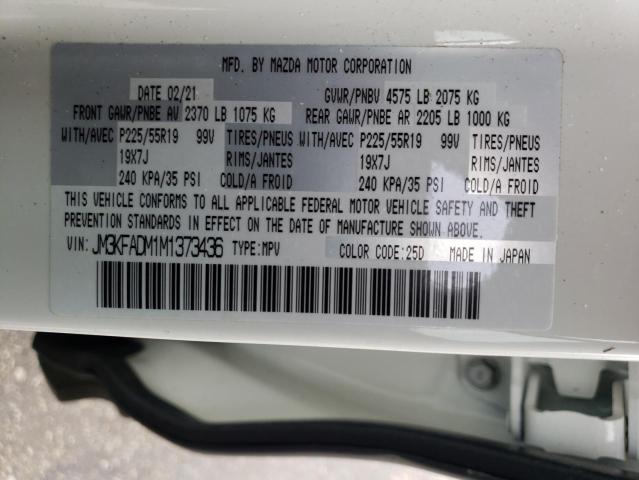 MFD. BY MAZDA MOTOR CORPORATION
DATE 02/21 GVWR/PNBV 4575 LB 2075 KG
FRONT GAWR/PNBE AV 2370 LB 1075 KG REAR GAWR/PNBE AR 2205 LB 1000 KG
WITH/AVEC P225/55R19 99V TIRES/PNEUS WITH/AVEC P225/55R19 99V TIRES/PNEUS
19X7J RIMS/JANTES 19X7J RIMS/JANTES
240 KPA/35 PSI COLD/A FROID 240 KPA/35 PSI COLD/A FROID
THIS VEHICLE CONFORMS TO ALL APPLICABLE FEDERAL MOTOR VEHICLE SAFETY AND THEFT
PREVENTION STANDARDS IN EFFECT ON THE DATE OF MANUFACTURE SHOWN ABOVE.
VIN: JM3KFADM1M1373436 TYPE:MPV COLOR CODE:25D MADE IN JAPAN